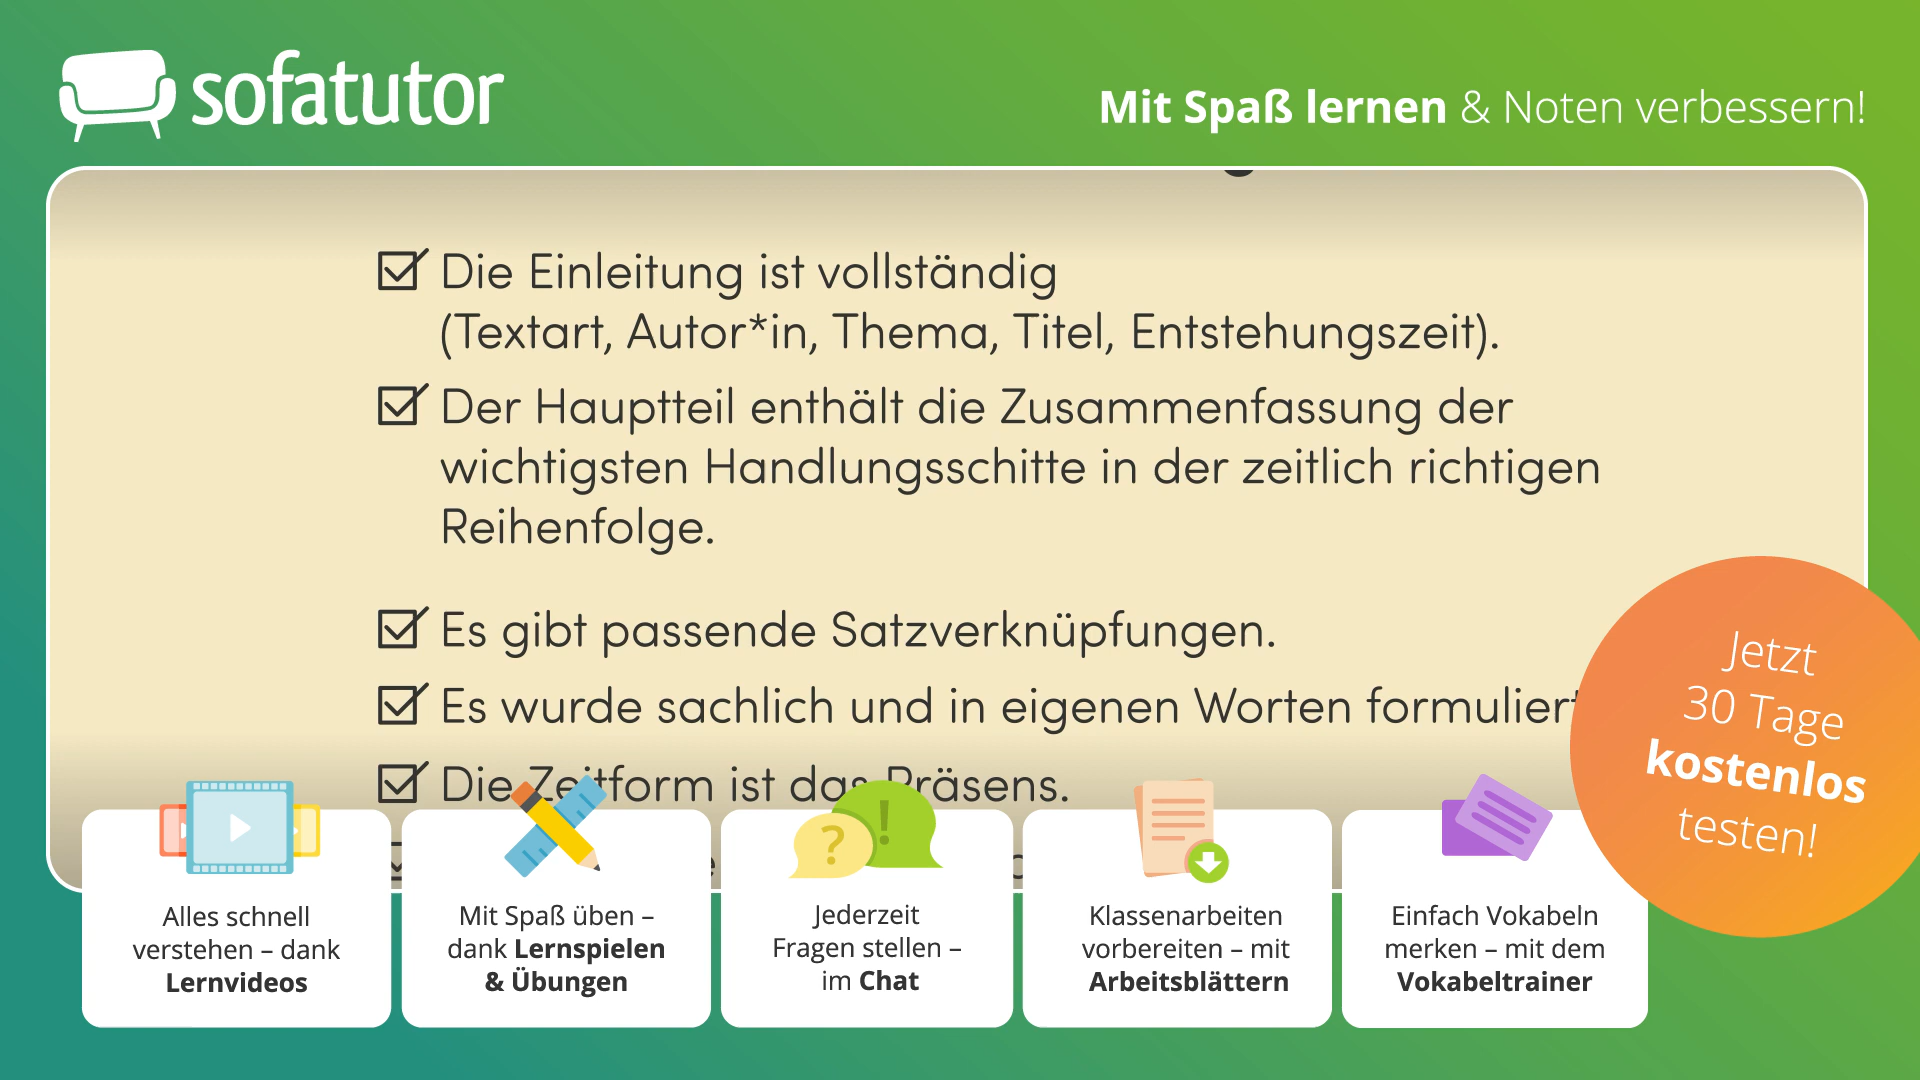 sofatutor
Mit Spaß lernen & Noten verbessern!
Die Einleitung ist vollständig
(Textart, Autor*in, Thema, Titel, Entstehungszeit).
Der Hauptteil enthält die Zusammenfassung der
wichtigsten Handlungsschitte in der zeitlich richtigen
Reihenfolge.
Es gibt passende Satzverknüpfungen.
Es wurde sachlich und in eigenen Worten formuliert
Die Zeitform ist das Präsens.
Jetzt
30 Tage
kostenlos
testen!
Alles schnell
verstehen – dank
Lernvideos
Mit Spaß üben –
dank Lernspielen
& Übungen
?
!
Jederzeit
Fragen stellen –
im Chat
Klassenarbeiten
vorbereiten – mit
Arbeitsblättern
Einfach Vokabeln
merken – mit dem
Vokabeltrainer